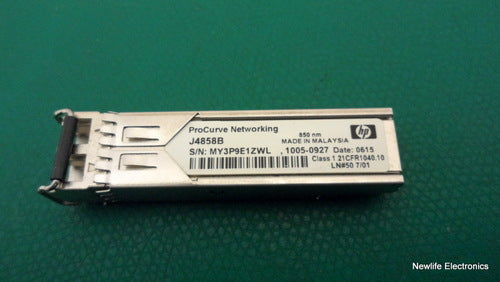 ProCurve Networking
J4858B
850 nm
MADE IN MALAYSIA
hp
S/N: MY3P9E1ZWL , 1005-0927 Date: 0615
Class 1 21CFR1040.10
LN#50 7/01
Newlife Electronics